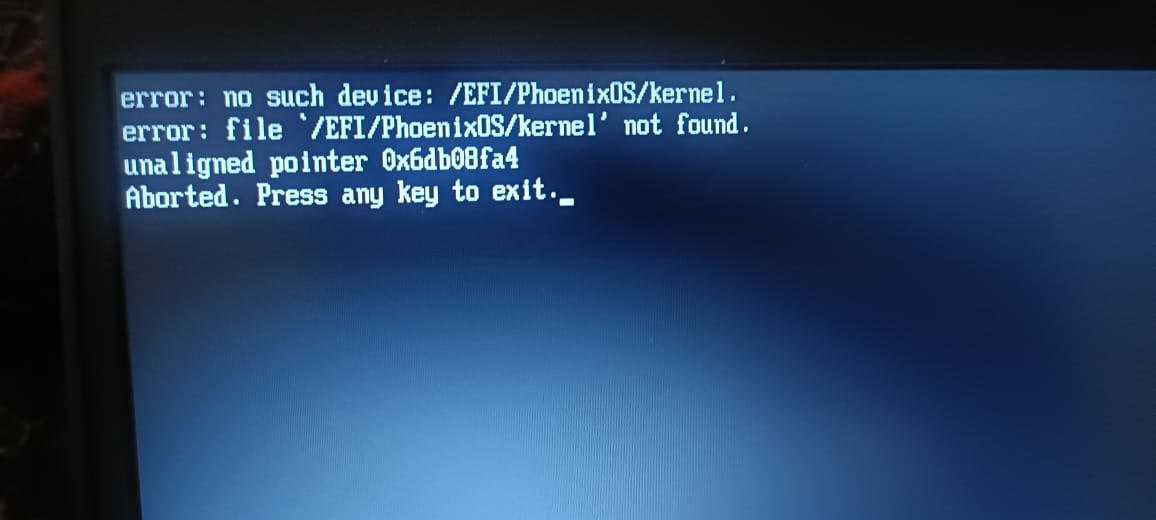 error: no such device: /EFI/PhoenixOS/kernel.
error: file `/EFI/PhoenixOS/kernel' not found.
unaligned pointer 0x6db08fa4
Aborted. Press any key to exit._